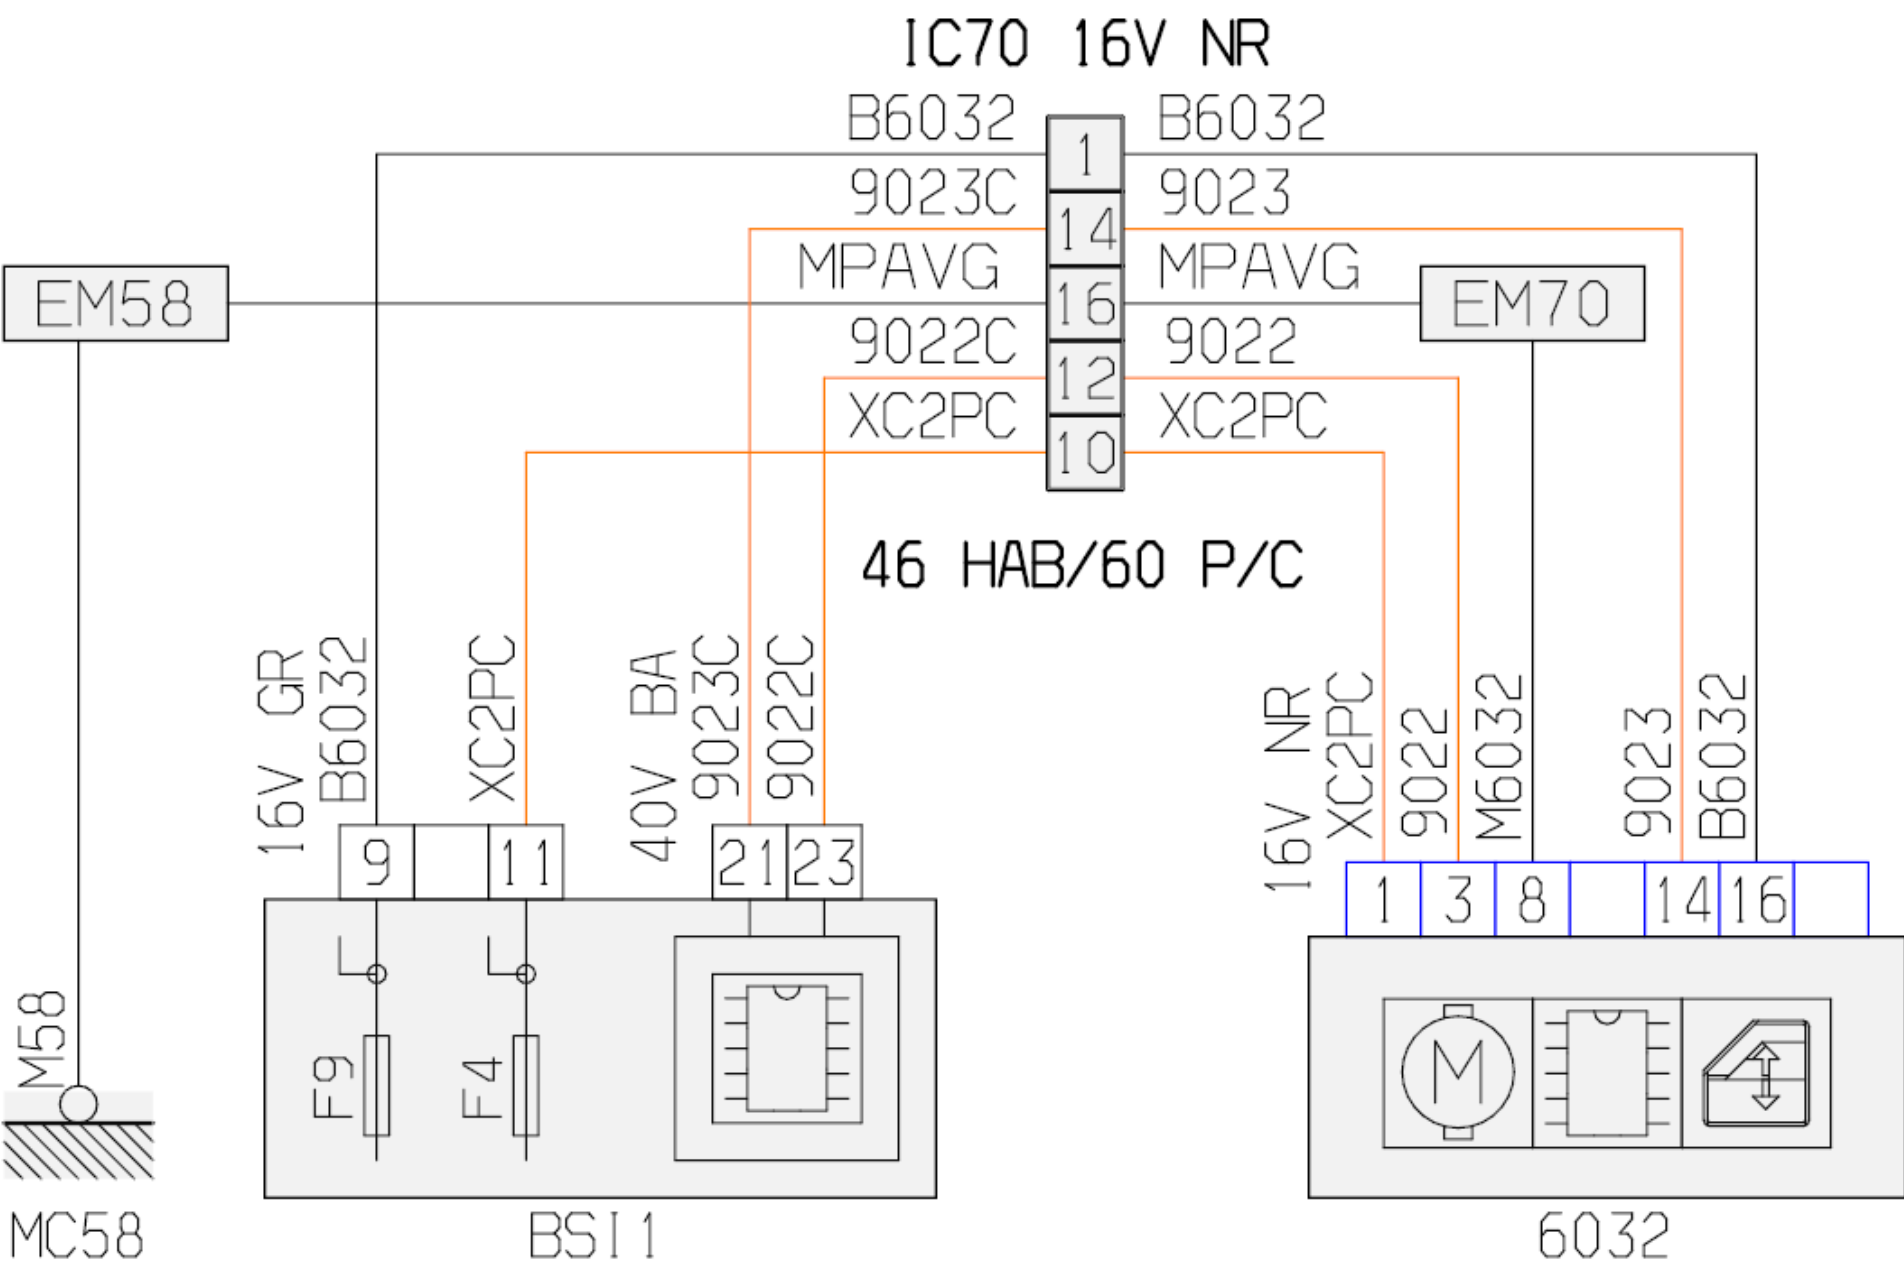 IC70 16V NR
B6032 1 B6032
9023C 14 9023
MPAVG 16 MPAVG
EM58
EM70
9022C 12 9022
XC2PC 10 XC2PC
46 HAB/60 P/C
16V GR
B6032
XC2PC
40V BA
9023C
9022C
16V NR
XC2PC
9022
M6032
9023
B6032
9 11 21 23
1 3 8 14 16
M58
F9
F4
M
MC58
BSI1
6032